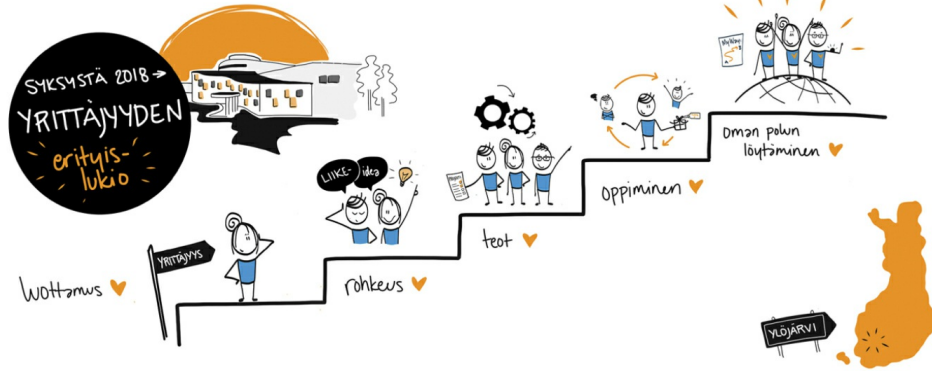 SYKSYSTÄ 2018 →
YRITTÄJYYDEN
erityis-
lukio
luottamus
YRITTÄJYYS
rohkeus
LIIKE-
idea
teot
oppiminen
Oman polun
löytäminen
YLÖJÄRVI